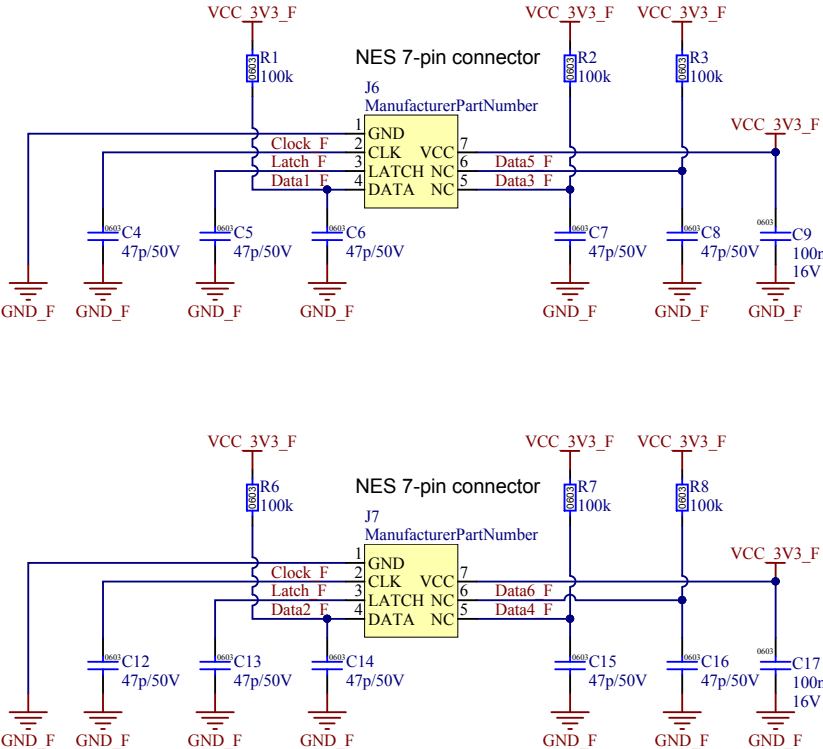 VCC_3V3_F VCC_3V3_F VCC_3V3_F
0603 R1 100k
NES 7-pin connector
0603 R2 100k
0603 R3 100k
J6
ManufacturerPartNumber
VCC_3V3_F
1 GND
Clock_F 2 CLK VCC 7
Latch_F 3 LATCH NC 6 Data5_F
Data1_F 4 DATA NC 5 Data3_F
0603 C4 0603 C5 0603 C6 0603 C7 0603 C8 0603 C9
47p/50V 47p/50V 47p/50V 47p/50V 47p/50V 100n
16V
GND_F GND_F GND_F GND_F GND_F GND_F GND_F
VCC_3V3_F VCC_3V3_F VCC_3V3_F
0603 R6 100k
NES 7-pin connector
0603 R7 100k
0603 R8 100k
J7
ManufacturerPartNumber
VCC_3V3_F
1 GND
Clock_F 2 CLK VCC 7
Latch_F 3 LATCH NC 6 Data6_F
Data2_F 4 DATA NC 5 Data4_F
0603 C12 0603 C13 0603 C14 0603 C15 0603 C16 0603 C17
47p/50V 47p/50V 47p/50V 47p/50V 47p/50V 100n
16V
GND_F GND_F GND_F GND_F GND_F GND_F GND_F